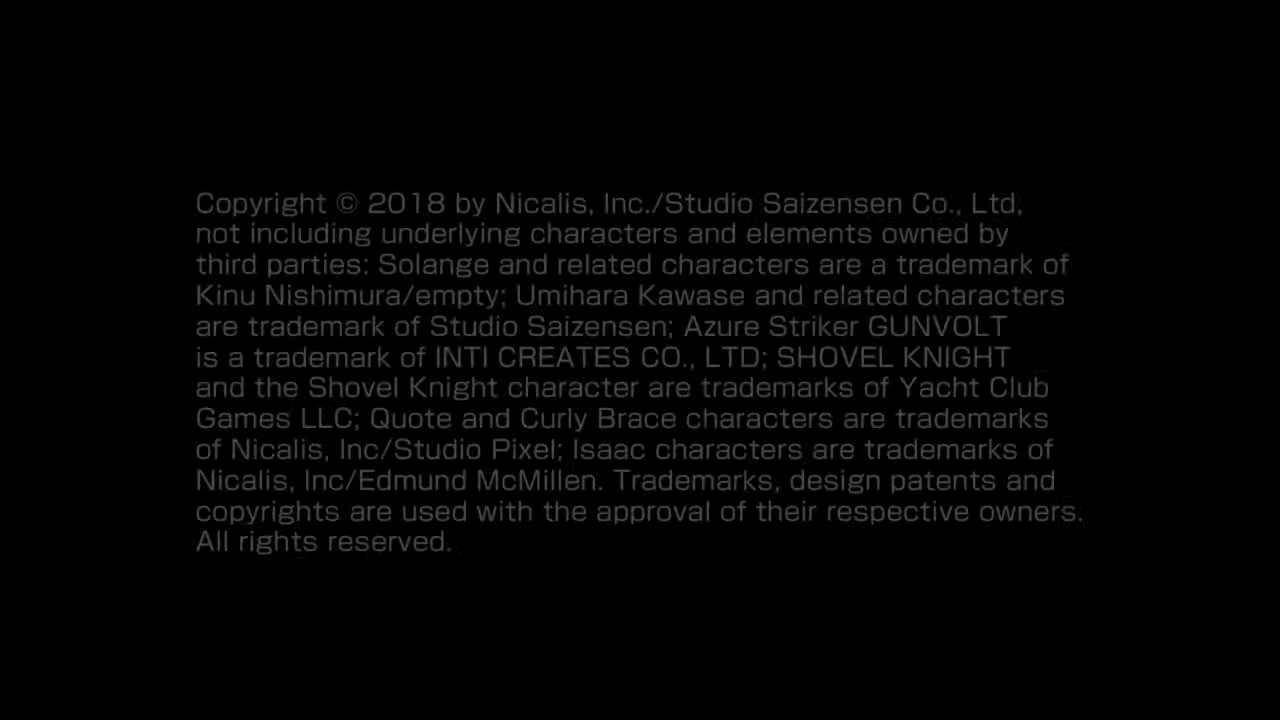 Copyright © 2018 by Nicalis, Inc./Studio Saizensen Co., Ltd,
not including underlying characters and elements owned by
third parties: Solange and related characters are a trademark of
Kinu Nishimura/empty; Umihara Kawase and related characters
are trademark of Studio Saizensen; Azure Striker GUNVOLT
is a trademark of INTI CREATES CO., LTD; SHOVEL KNIGHT
and the Shovel Knight character are trademarks of Yacht Club
Games LLC; Quote and Curly Brace characters are trademarks
of Nicalis, Inc/Studio Pixel; Isaac characters are trademarks of
Nicalis, Inc/Edmund McMillen. Trademarks, design patents and
copyrights are used with the approval of their respective owners.
All rights reserved.